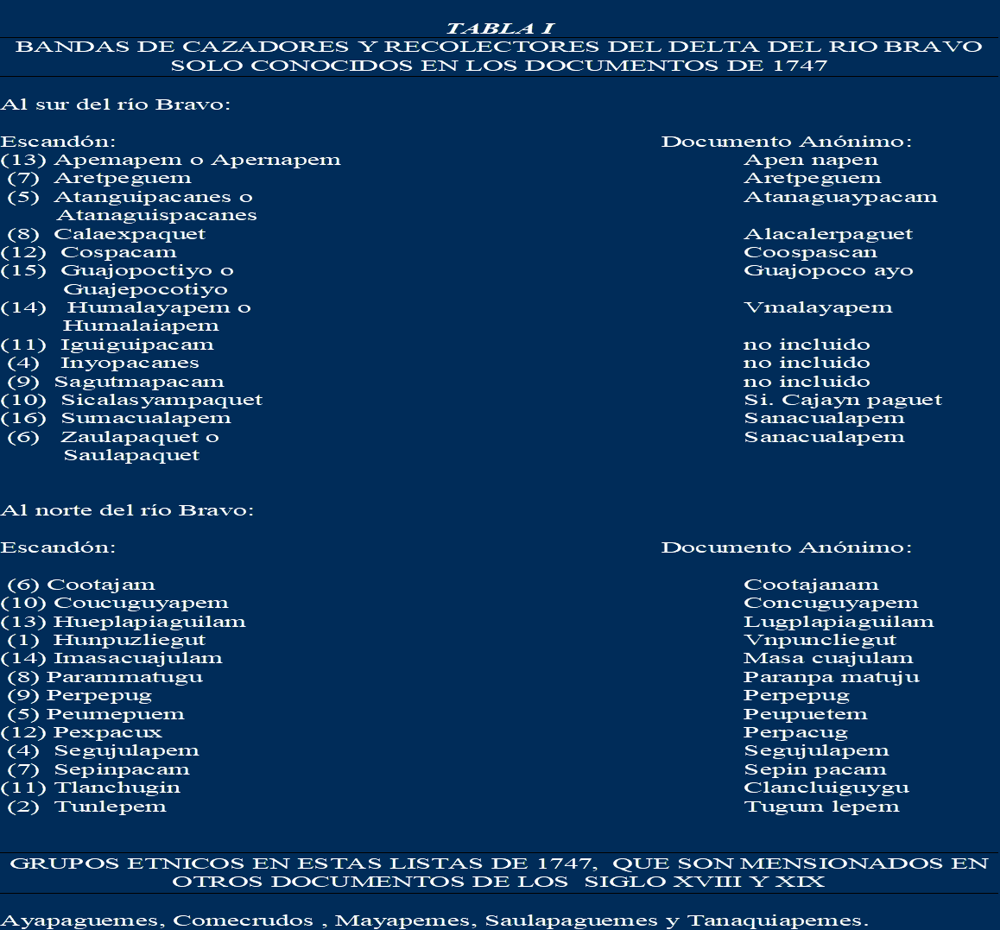 TABLA I
BANDAS DE CAZADORES Y RECOLECTORES DEL DELTA DEL RIO BRAVO
SOLO CONOCIDOS EN LOS DOCUMENTOS DE 1747
Al sur del río Bravo:
Escandón: Documento Anónimo:
(13) Apemapem o Apernapem Apen napen
(7) Aretpeguem Aretpeguem
(5) Atanguipacanes o Atanaguaypacam
Atanaguispacanes
(8) Calaexpaquet Alacalerpaguet
(12) Cospacam Coospascan
(15) Guajopoctiyo o Guajopoco ayo
Guajepocotiyo
(14) Humalayapem o Vmalayapem
Humalaiapem
(11) Iguiguipacam no incluido
(4) Inyopacanes no incluido
(9) Sagutmapacam no incluido
(10) Sicalasyampaquet Si. Cajayn paguet
(16) Sumacualapem Sanacualapem
(6) Zaulapaquet o Sanacualapem
Saulapaquet
Al norte del río Bravo:
Escandón: Documento Anónimo:
(6) Cootajam Cootajanam
(10) Coucuguyapem Concuguyapem
(13) Hueplapiaguilam Lugplapiaguilam
(1) Hunpuzliegut Vnpuncliegut
(14) Imasacuajulam Masa cuajulam
(8) Parammatugu Paranpa matuju
(9) Perpepug Perpepug
(5) Peumepuem Peupuetem
(12) Pexpacux Perpacug
(4) Segujulapem Segujulapem
(7) Sepinpacam Sepin pacam
(11) Tlanchugin Clancluiguygu
(2) Tunlepem Tugum lepem
GRUPOS ETNICOS EN ESTAS LISTAS DE 1747, QUE SON MENSIONADOS EN
OTROS DOCUMENTOS DE LOS SIGLO XVIII Y XIX
Ayapaguemes, Comecrudos , Mayapemes, Saulapaguemes y Tanaquiapemes.